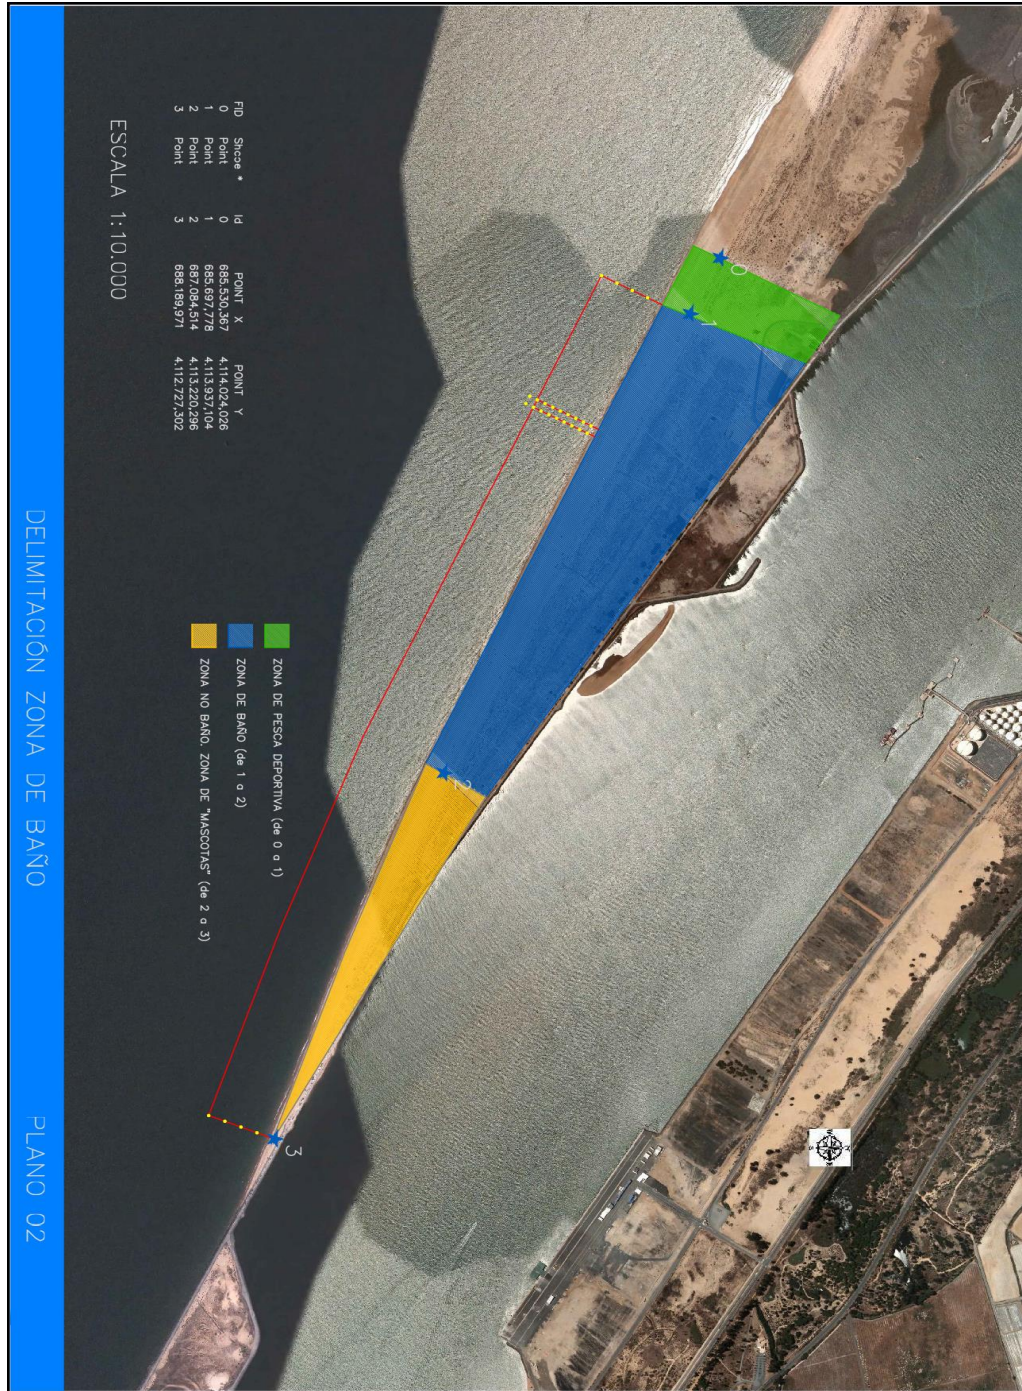 FID Shape * Id POINT X POINT Y
0 Point 0 685.530,367 4.114.024,026
1 Point 1 685.697,778 4.113.937,104
2 Point 2 687.084,514 4.113.220,296
3 Point 3 688.189,971 4.112.727,302
ESCALA 1:10.000
ZONA DE PESCA DEPORTIVA (de 0 a 1)
ZONA DE BAÑO (de 1 a 2)
ZONA NO BAÑO. ZONA DE "MASCOTAS" (de 2 a 3)
0
1
2
3
DELIMITACIÓN ZONA DE BAÑO
PLANO 02